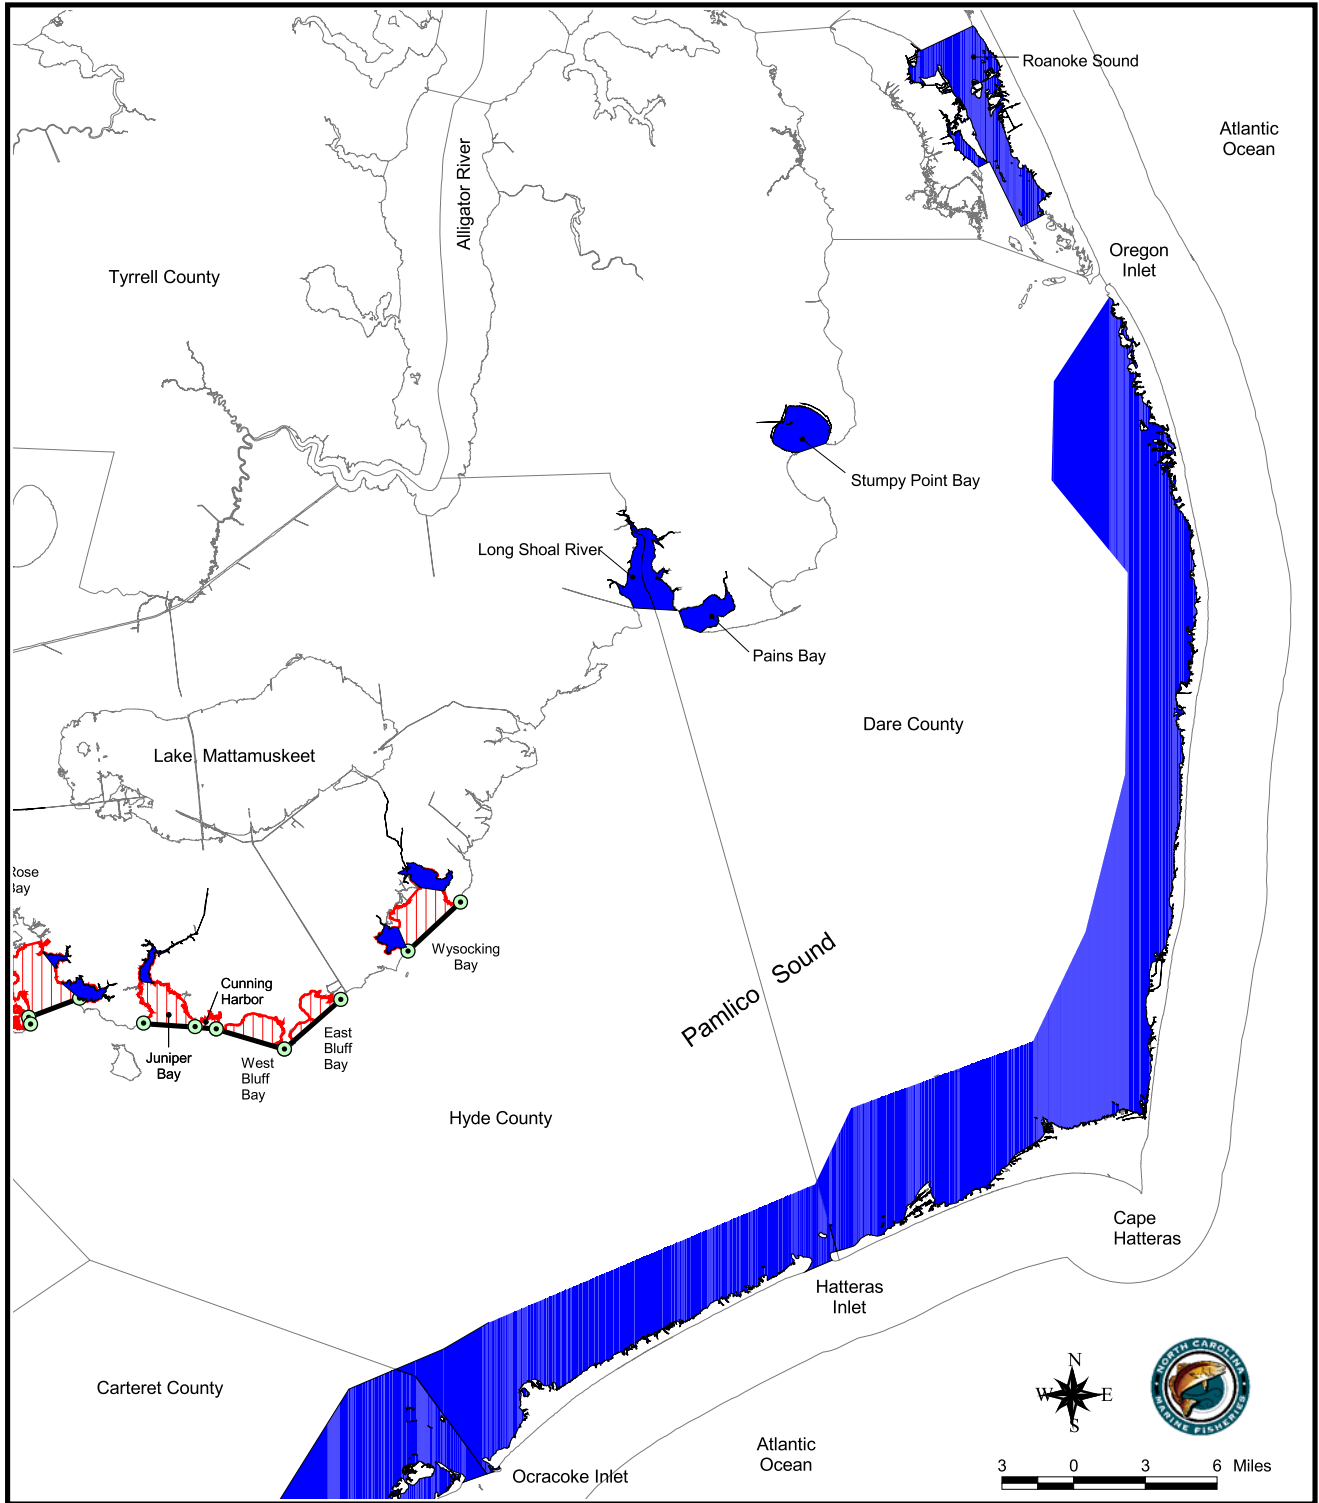 Roanoke Sound
Atlantic
Ocean
Alligator River
Oregon
Inlet
Tyrrell County
Stumpy Point Bay
Long Shoal River
Pains Bay
Dare County
Lake Mattamuskeet
Rose
Bay
Wysocking
Bay
Cunning
Harbor
Pamlico Sound
East
Bluff
Bay
Juniper
Bay
West
Bluff
Bay
Hyde County
Cape
Hatteras
Hatteras
Inlet
Carteret County
N
W E
S
NORTH CAROLINA
MARINE FISHERIES
Atlantic
Ocean
Ocracoke Inlet
3 0 3 6 Miles